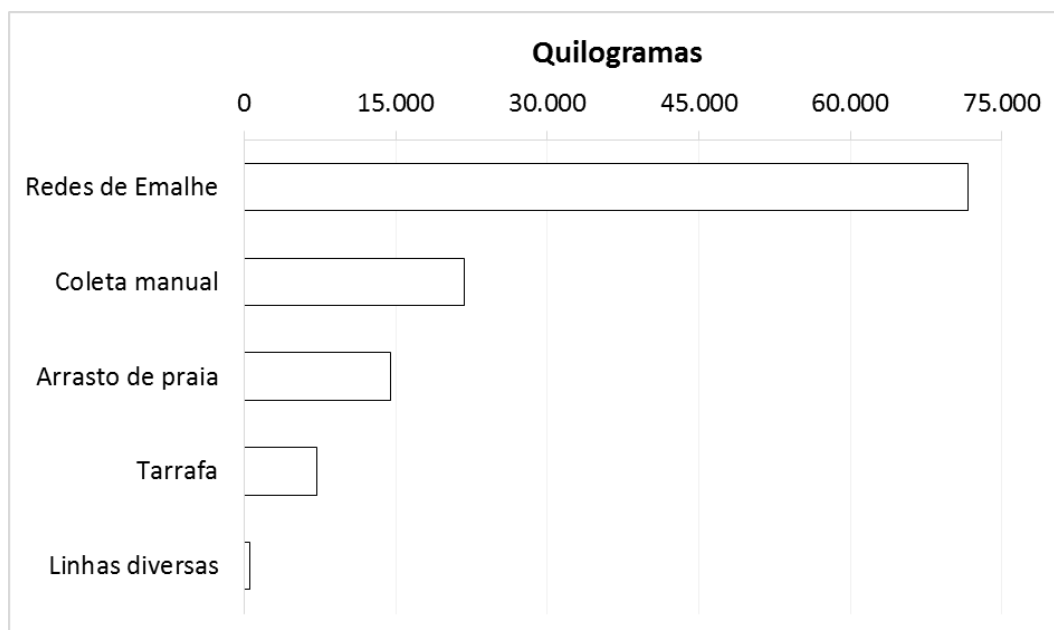 Quilogramas
0 15.000 30.000 45.000 60.000 75.000
Redes de Emalhe
Coleta manual
Arrasto de praia
Tarrafa
Linhas diversas